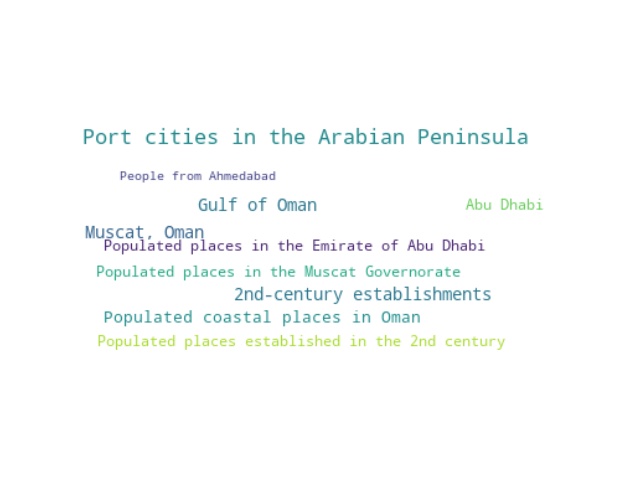 Port cities in the Arabian Peninsula
People from Ahmedabad
Gulf of Oman
Abu Dhabi
Muscat, Oman
Populated places in the Emirate of Abu Dhabi
Populated places in the Muscat Governorate
2nd-century establishments
Populated coastal places in Oman
Populated places established in the 2nd century